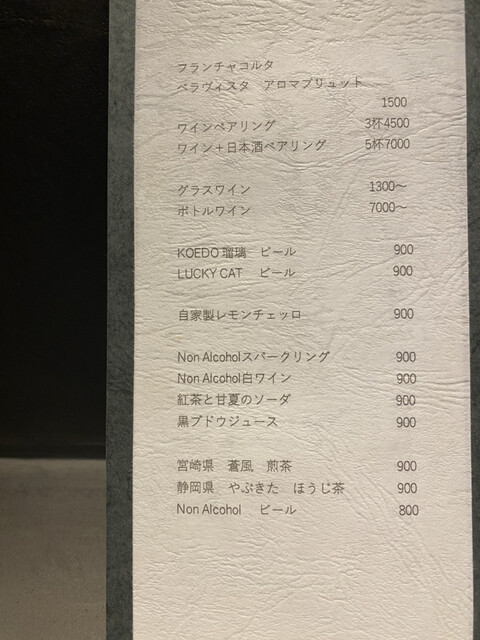 フランチャコルタ
ベラヴィスタ　アロマブリュット
1500
ワインペアリング　3杯4500
ワイン＋日本酒ペアリング　5杯7000
グラスワイン　1300〜
ボトルワイン　7000〜
KOEDO 瑠璃　ビール　900
LUCKY CAT　ビール　900
自家製レモンチェッロ　900
Non Alcoholスパークリング　900
Non Alcohol白ワイン　900
紅茶と甘夏のソーダ　900
黒ブドウジュース　900
宮崎県　蒼風　煎茶　900
静岡県　やぶきた　ほうじ茶　900
Non Alcohol　ビール　800